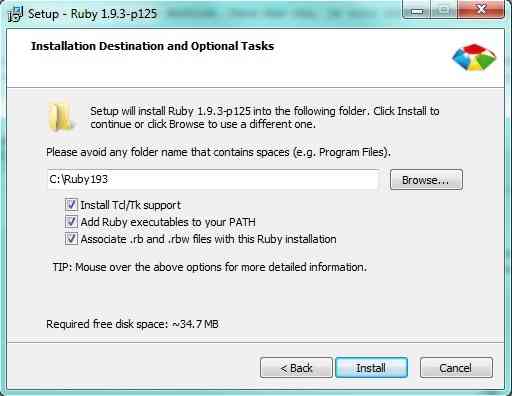 Setup - Ruby 1.9.3-p125
Installation Destination and Optional Tasks
Setup will install Ruby 1.9.3-p125 into the following folder. Click Install to
continue or click Browse to use a different one.
Please avoid any folder name that contains spaces (e.g. Program Files).
C:\Ruby193
Browse...
Install Tcl/Tk support
Add Ruby executables to your PATH
Associate .rb and .rbw files with this Ruby installation
TIP: Mouse over the above options for more detailed information.
Required free disk space: ~34.7 MB
< Back
Install
Cancel